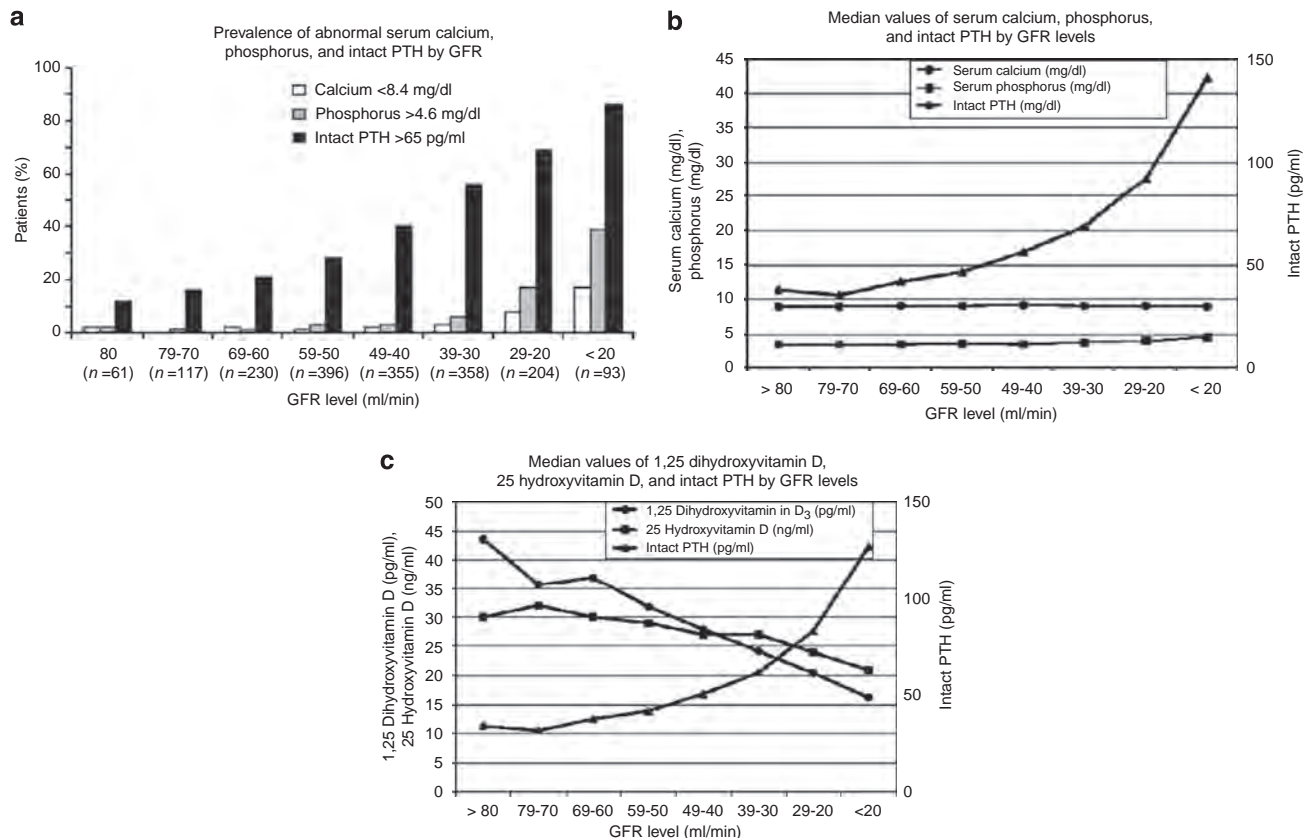 a
Prevalence of abnormal serum calcium,
phosphorus, and intact PTH by GFR
100
80
60
40
20
0
Patients (%)
Calcium <8.4 mg/dl
Phosphorus >4.6 mg/dl
Intact PTH >65 pg/ml
80 79-70 69-60 59-50 49-40 39-30 29-20 < 20
(n =61) (n =117) (n =230) (n =396) (n =355) (n =358) (n =204) (n =93)
GFR level (ml/min)
b
Median values of serum calcium, phosphorus,
and intact PTH by GFR levels
45
40
35
30
25
20
15
10
5
0
Serum calcium (mg/dl),
phosphorus (mg/dl)
Serum calcium (mg/dl)
Serum phosphorus (mg/dl)
Intact PTH (mg/dl)
150
100
50
0
Intact PTH (pg/ml)
> 80 79-70 69-60 59-50 49-40 39-30 29-20 < 20
GFR level (ml/min)
c
Median values of 1,25 dihydroxyvitamin D,
25 hydroxyvitamin D, and intact PTH by GFR levels
50
45
40
35
30
25
20
15
10
5
0
1,25 Dihydroxyvitamin D (pg/ml),
25 Hydroxyvitamin D (ng/ml)
1,25 Dihydroxyvitamin in D3 (pg/ml)
25 Hydroxyvitamin D (ng/ml)
Intact PTH (pg/ml)
150
100
50
0
Intact PTH (pg/ml)
> 80 79-70 69-60 59-50 49-40 39-30 29-20 <20
GFR level (ml/min)